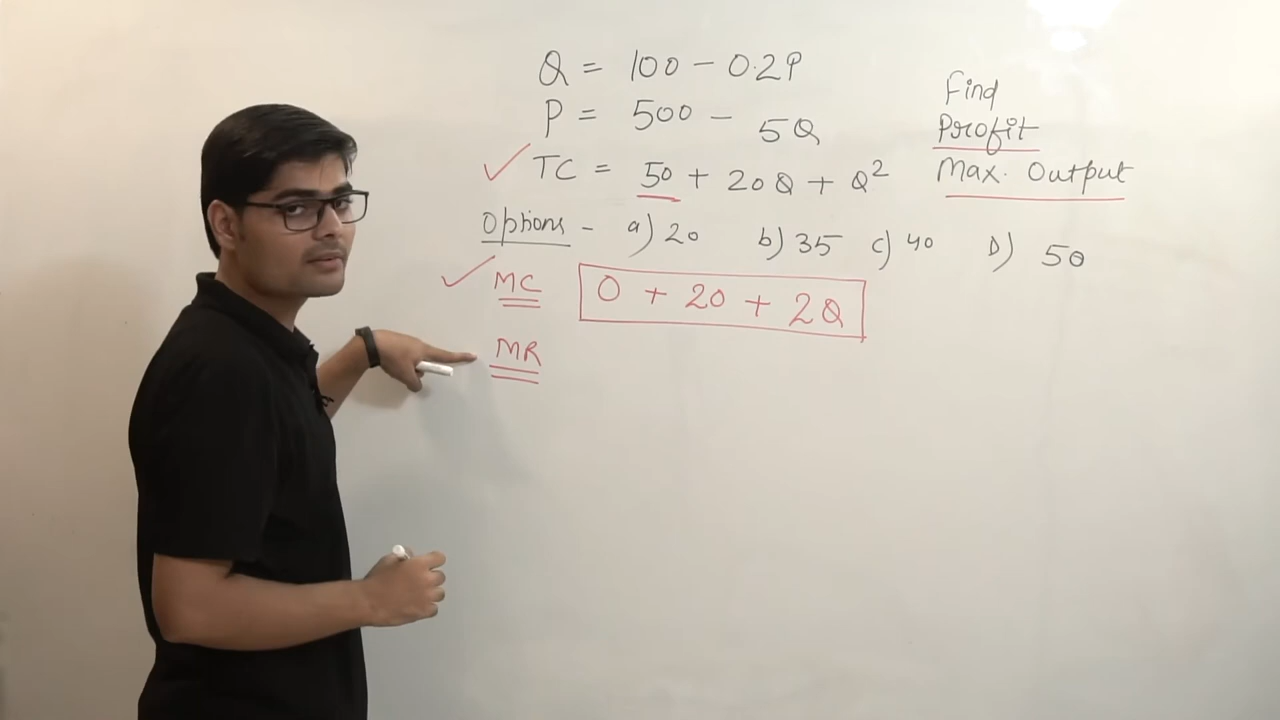 Q = 100 - 0.2P
P = 500 - 5Q
TC = 50 + 20Q + Q²
Find
Profit
Max. Output
Options - a) 20 b) 35 c) 40 D) 50
MC 0 + 20 + 2Q
MR